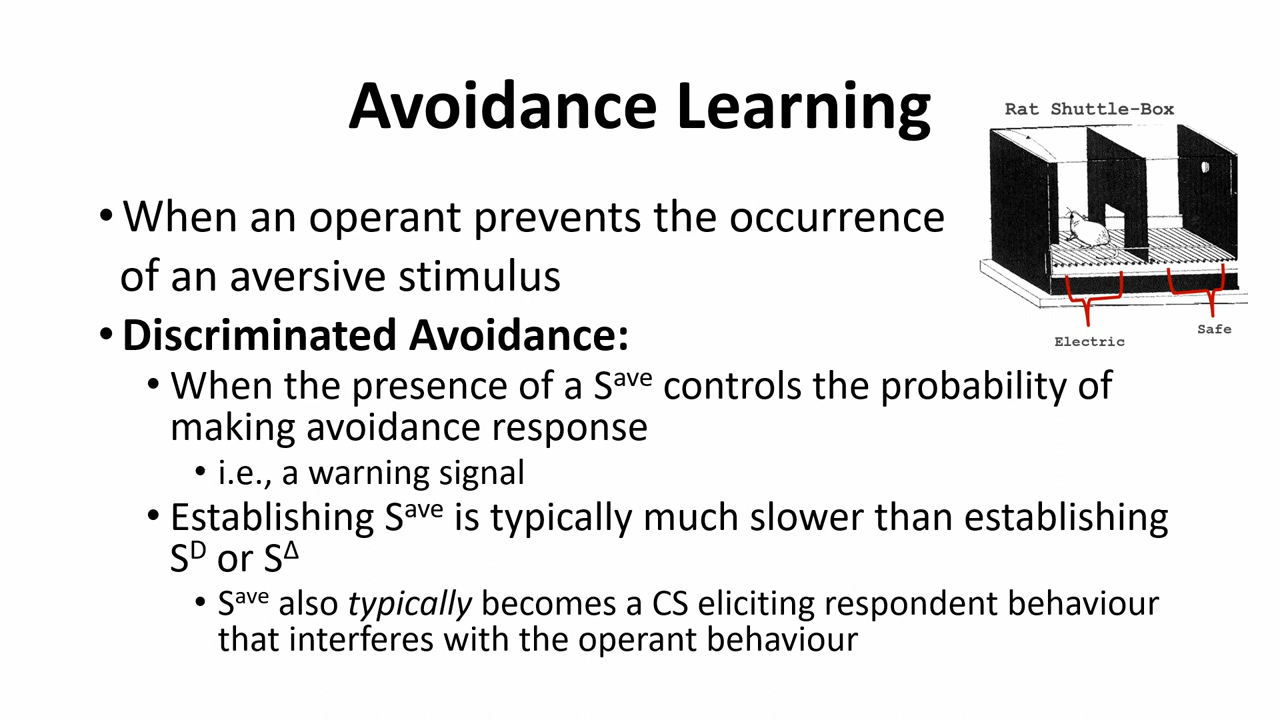 Avoidance Learning
Rat Shuttle-Box
• When an operant prevents the occurrence
of an aversive stimulus
Electric
Safe
• Discriminated Avoidance:
• When the presence of a Sᵃᵛᵉ controls the probability of
making avoidance response
• i.e., a warning signal
• Establishing Sᵃᵛᵉ is typically much slower than establishing
Sᴰ or S^Δ
• Sᵃᵛᵉ also typically becomes a CS eliciting respondent behaviour
that interferes with the operant behaviour